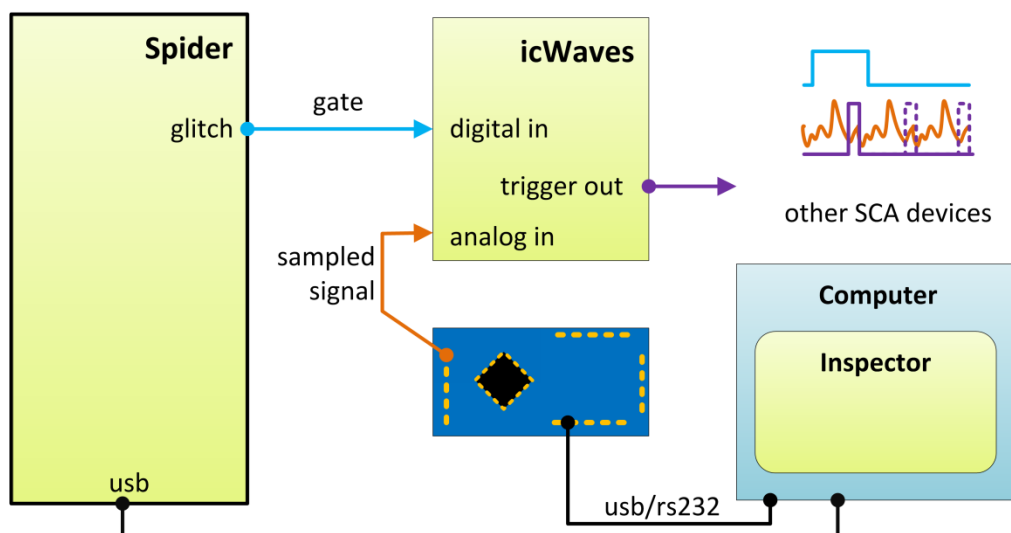 Spider
glitch
usb
gate
icWaves
digital in
trigger out
analog in
sampled
signal
other SCA devices
Computer
Inspector
usb/rs232